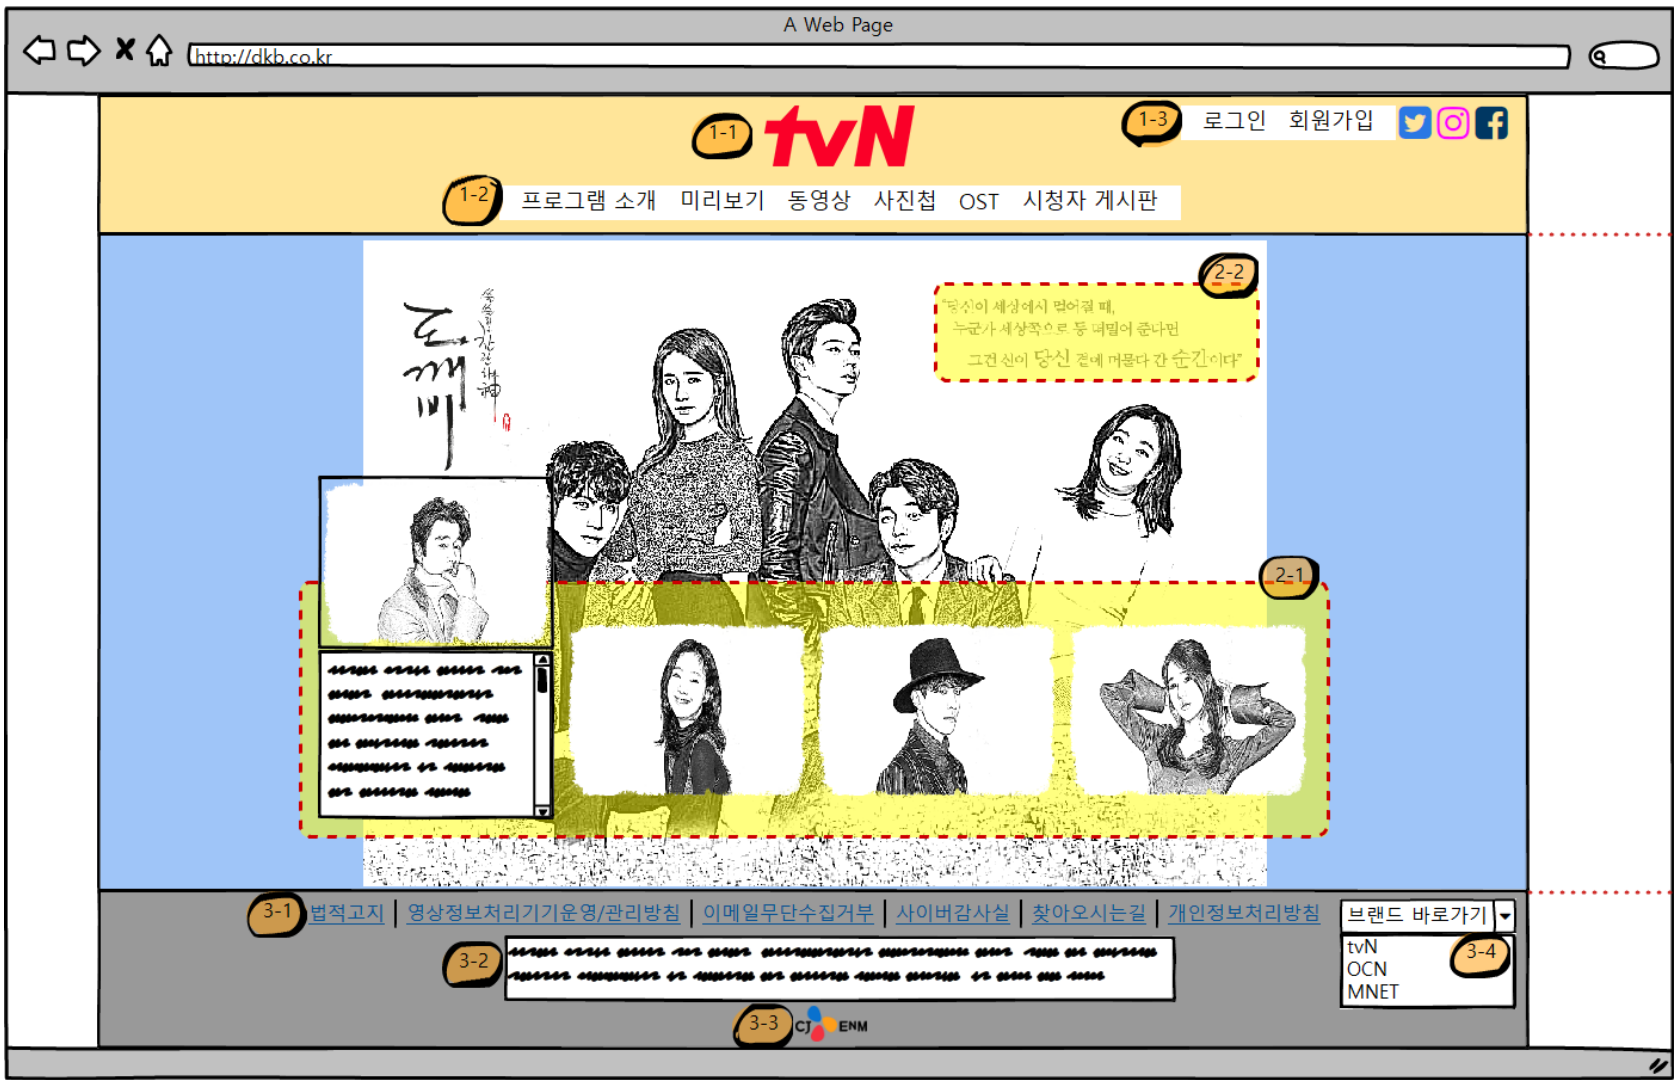 A Web Page
http://dkb.co.kr
1-1
tvN
1-3
로그인 회원가입
1-2
프로그램 소개 미리보기 동영상 사진첩 OST 시청자 게시판
2-2
"당신이 세상에서 멀어질 때,
누군가 세상쪽으로 등 떠밀어 준다면
그건 신이 당신 곁에 머물다 간 순간이다"
도깨비
쓸쓸하고 찬란하神
2-1
3-1
법적고지 | 영상정보처리기기운영/관리방침 | 이메일무단수집거부 | 사이버감사실 | 찾아오시는길 | 개인정보처리방침
브랜드 바로가기
3-2
tvN
OCN
MNET
3-4
3-3
CJ ENM